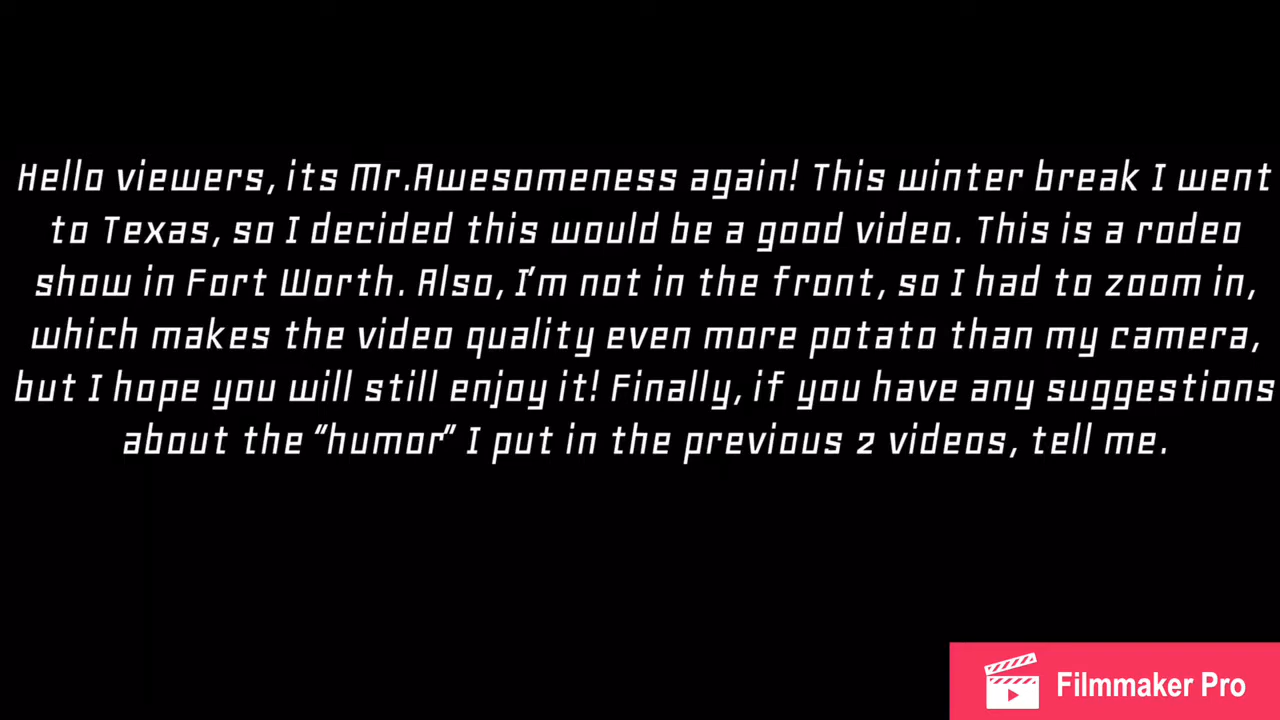 Hello viewers, its Mr.Awesomeness again! This winter break I went
to Texas, so I decided this would be a good video. This is a rodeo
show in Fort Worth. Also, I'm not in the front, so I had to zoom in,
which makes the video quality even more potato than my camera,
but I hope you will still enjoy it! Finally, if you have any suggestions
about the "humor" I put in the previous 2 videos, tell me.
Filmmaker Pro